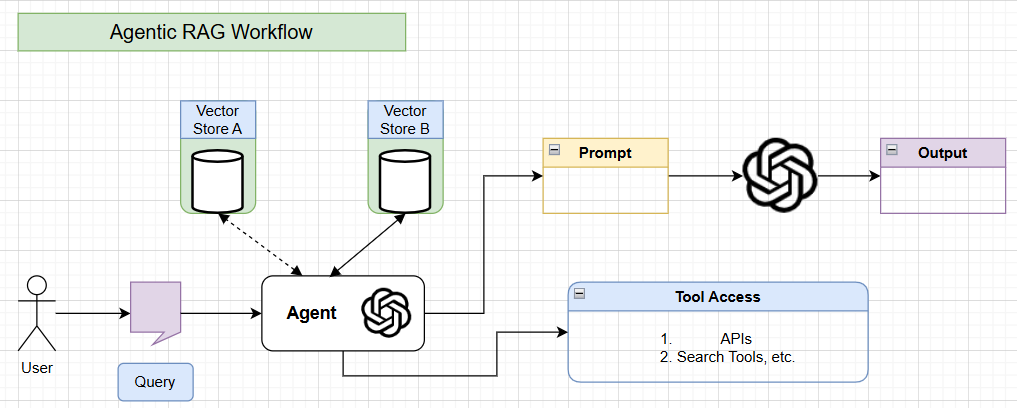 Agentic RAG Workflow
Vector
Store A
Vector
Store B
Prompt
Output
User
Query
Agent
Tool Access
1. APIs
2. Search Tools, etc.